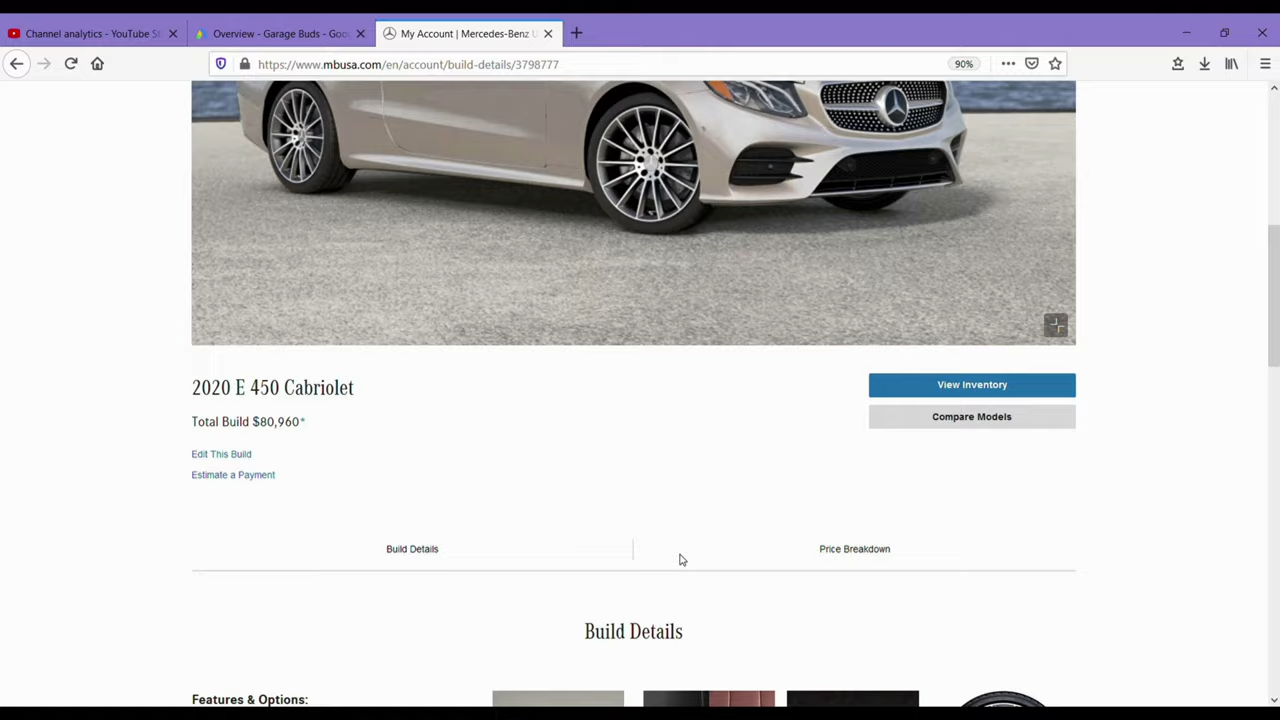 Channel analytics - YouTube St
Overview - Garage Buds - Goo
My Account | Mercedes-Benz U
https://www.mbusa.com/en/account/build-details/3798777
90%
2020 E 450 Cabriolet
View Inventory
Total Build $80,960*
Compare Models
Edit This Build
Estimate a Payment
Build Details
Price Breakdown
Build Details
Features & Options: